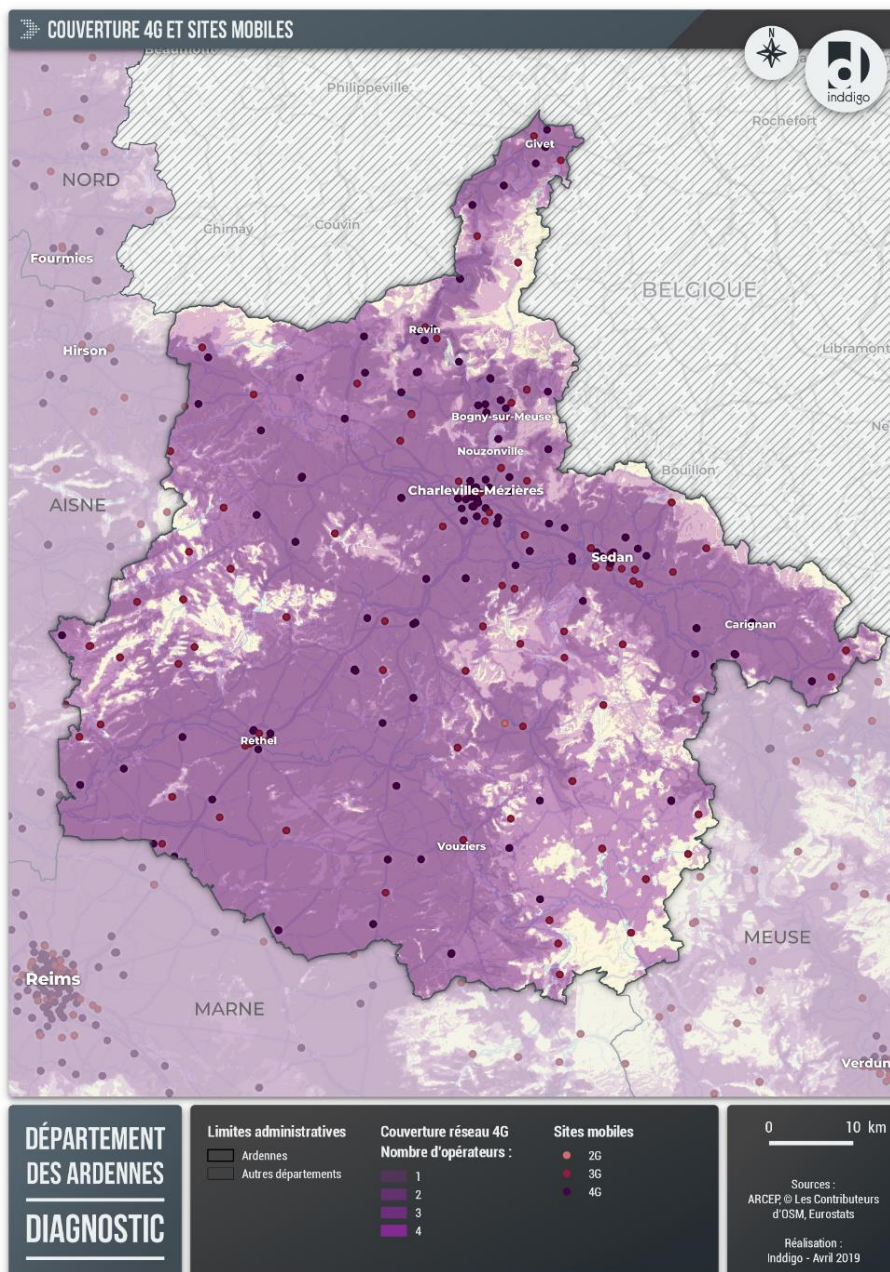 COUVERTURE 4G ET SITES MOBILES
N
inddigo
Beaumont
Philippeville
Rochefort
Givet
NORD
Chimay
Couvin
Fourmies
BELGIQUE
Revin
Hirson
Libramont
Bogny-sur-Meuse
Nouzonville
Bouillon
Charleville-Mézières
AISNE
Sedan
Carignan
Rethel
Vouziers
MEUSE
Reims
MARNE
Verdun
DÉPARTEMENT
DES ARDENNES
DIAGNOSTIC
Limites administratives
Ardennes
Autres départements
Couverture réseau 4G
Nombre d'opérateurs :
1
2
3
4
Sites mobiles
2G
3G
4G
0 10 km
Sources :
ARCEP, © Les Contributeurs
d'OSM, Eurostats
Réalisation :
Inddigo - Avril 2019